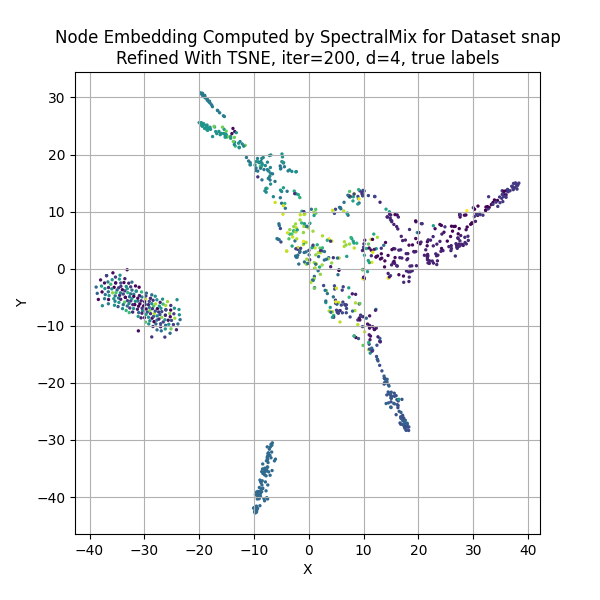 Node Embedding Computed by SpectralMix for Dataset snap
Refined With TSNE, iter=200, d=4, true labels
30
20
10
0
−10
−20
−30
−40
Y
−40 −30 −20 −10 0 10 20 30 40
X